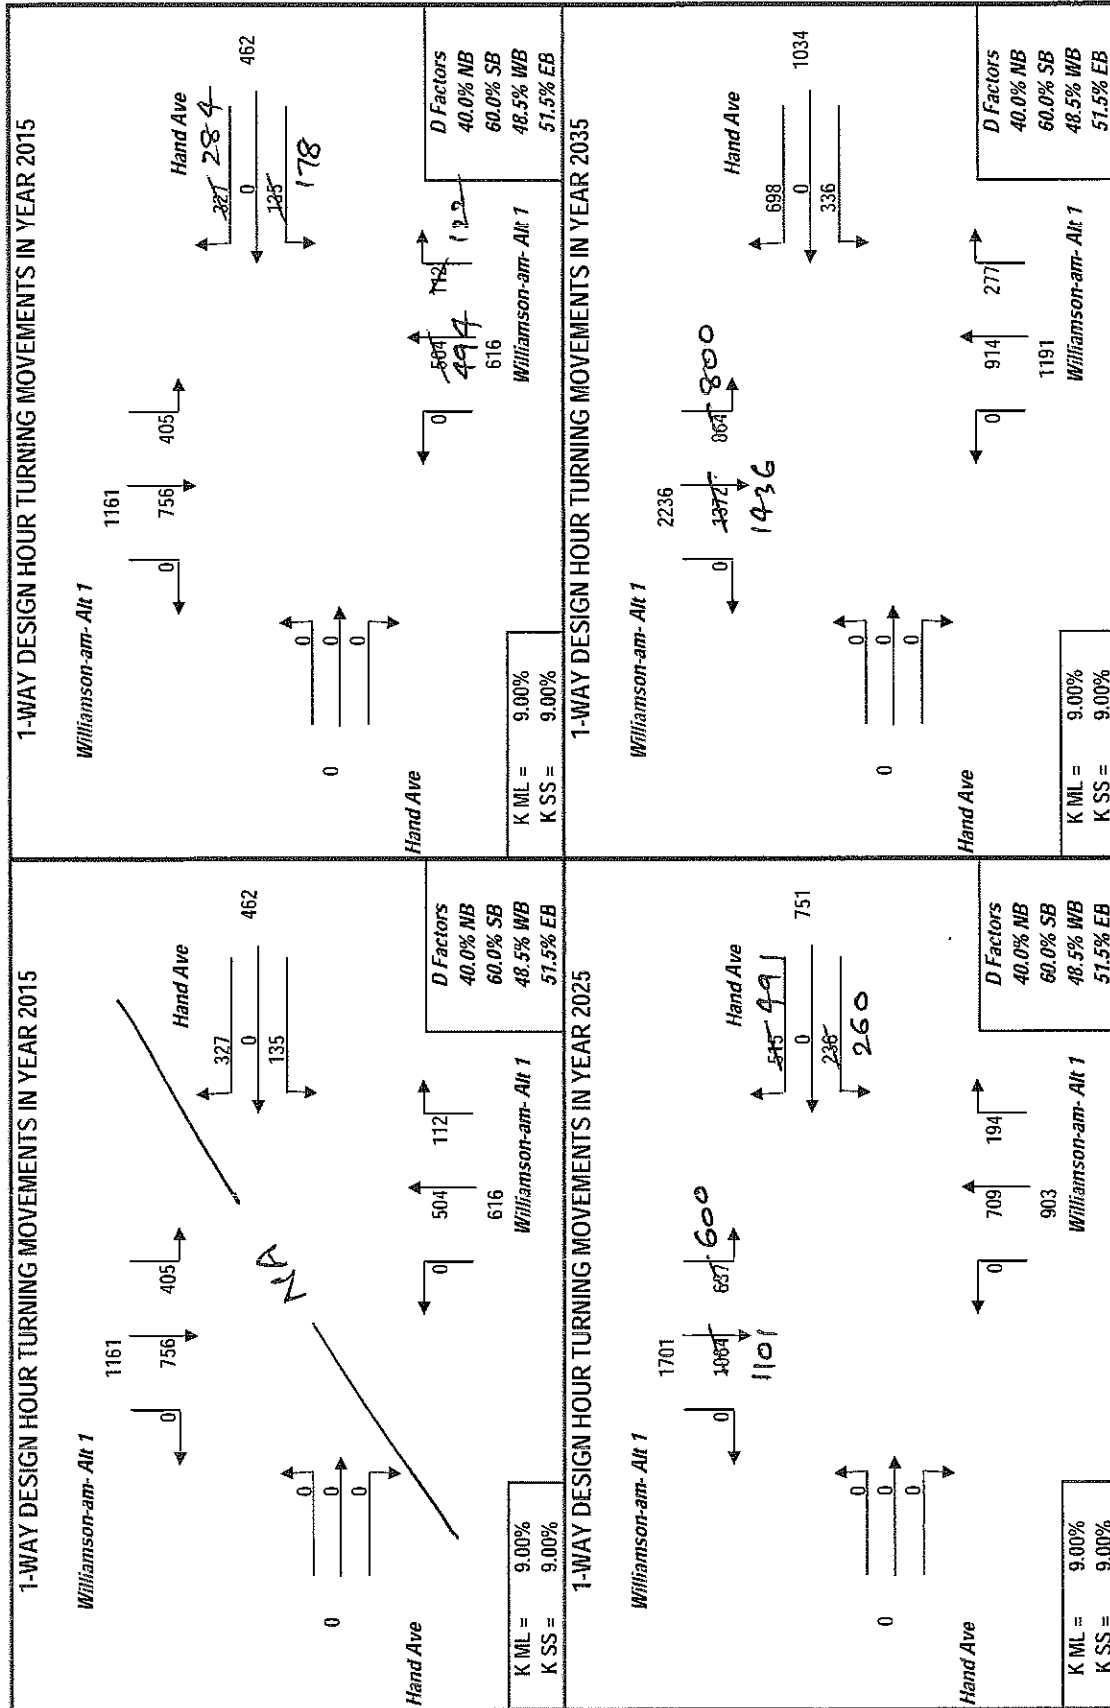 1-WAY DESIGN HOUR TURNING MOVEMENTS IN YEAR 2015
Williamson-am- Alt 1
1161
0
756
405
Hand Ave
327
0
135
462
NA
0
0
0
0
Hand Ave
0
504
112
616
Williamson-am- Alt 1
K ML = 9.00%
K SS = 9.00%
D Factors
40.0% NB
60.0% SB
48.5% WB
51.5% EB
1-WAY DESIGN HOUR TURNING MOVEMENTS IN YEAR 2015
Williamson-am- Alt 1
1161
0
756
405
Hand Ave
327 284
0
135
178
462
0
0
0
0
Hand Ave
0
504
494
112 122
616
Williamson-am- Alt 1
K ML = 9.00%
K SS = 9.00%
D Factors
40.0% NB
60.0% SB
48.5% WB
51.5% EB
1-WAY DESIGN HOUR TURNING MOVEMENTS IN YEAR 2025
Williamson-am- Alt 1
1701
0
1064
1101
637 600
Hand Ave
515 491
0
236
260
751
0
0
0
0
Hand Ave
0
709
194
903
Williamson-am- Alt 1
K ML = 9.00%
K SS = 9.00%
D Factors
40.0% NB
60.0% SB
48.5% WB
51.5% EB
1-WAY DESIGN HOUR TURNING MOVEMENTS IN YEAR 2035
Williamson-am- Alt 1
2236
0
1372
1436
864 800
Hand Ave
698
0
336
1034
0
0
0
0
Hand Ave
0
914
277
1191
Williamson-am- Alt 1
K ML = 9.00%
K SS = 9.00%
D Factors
40.0% NB
60.0% SB
48.5% WB
51.5% EB